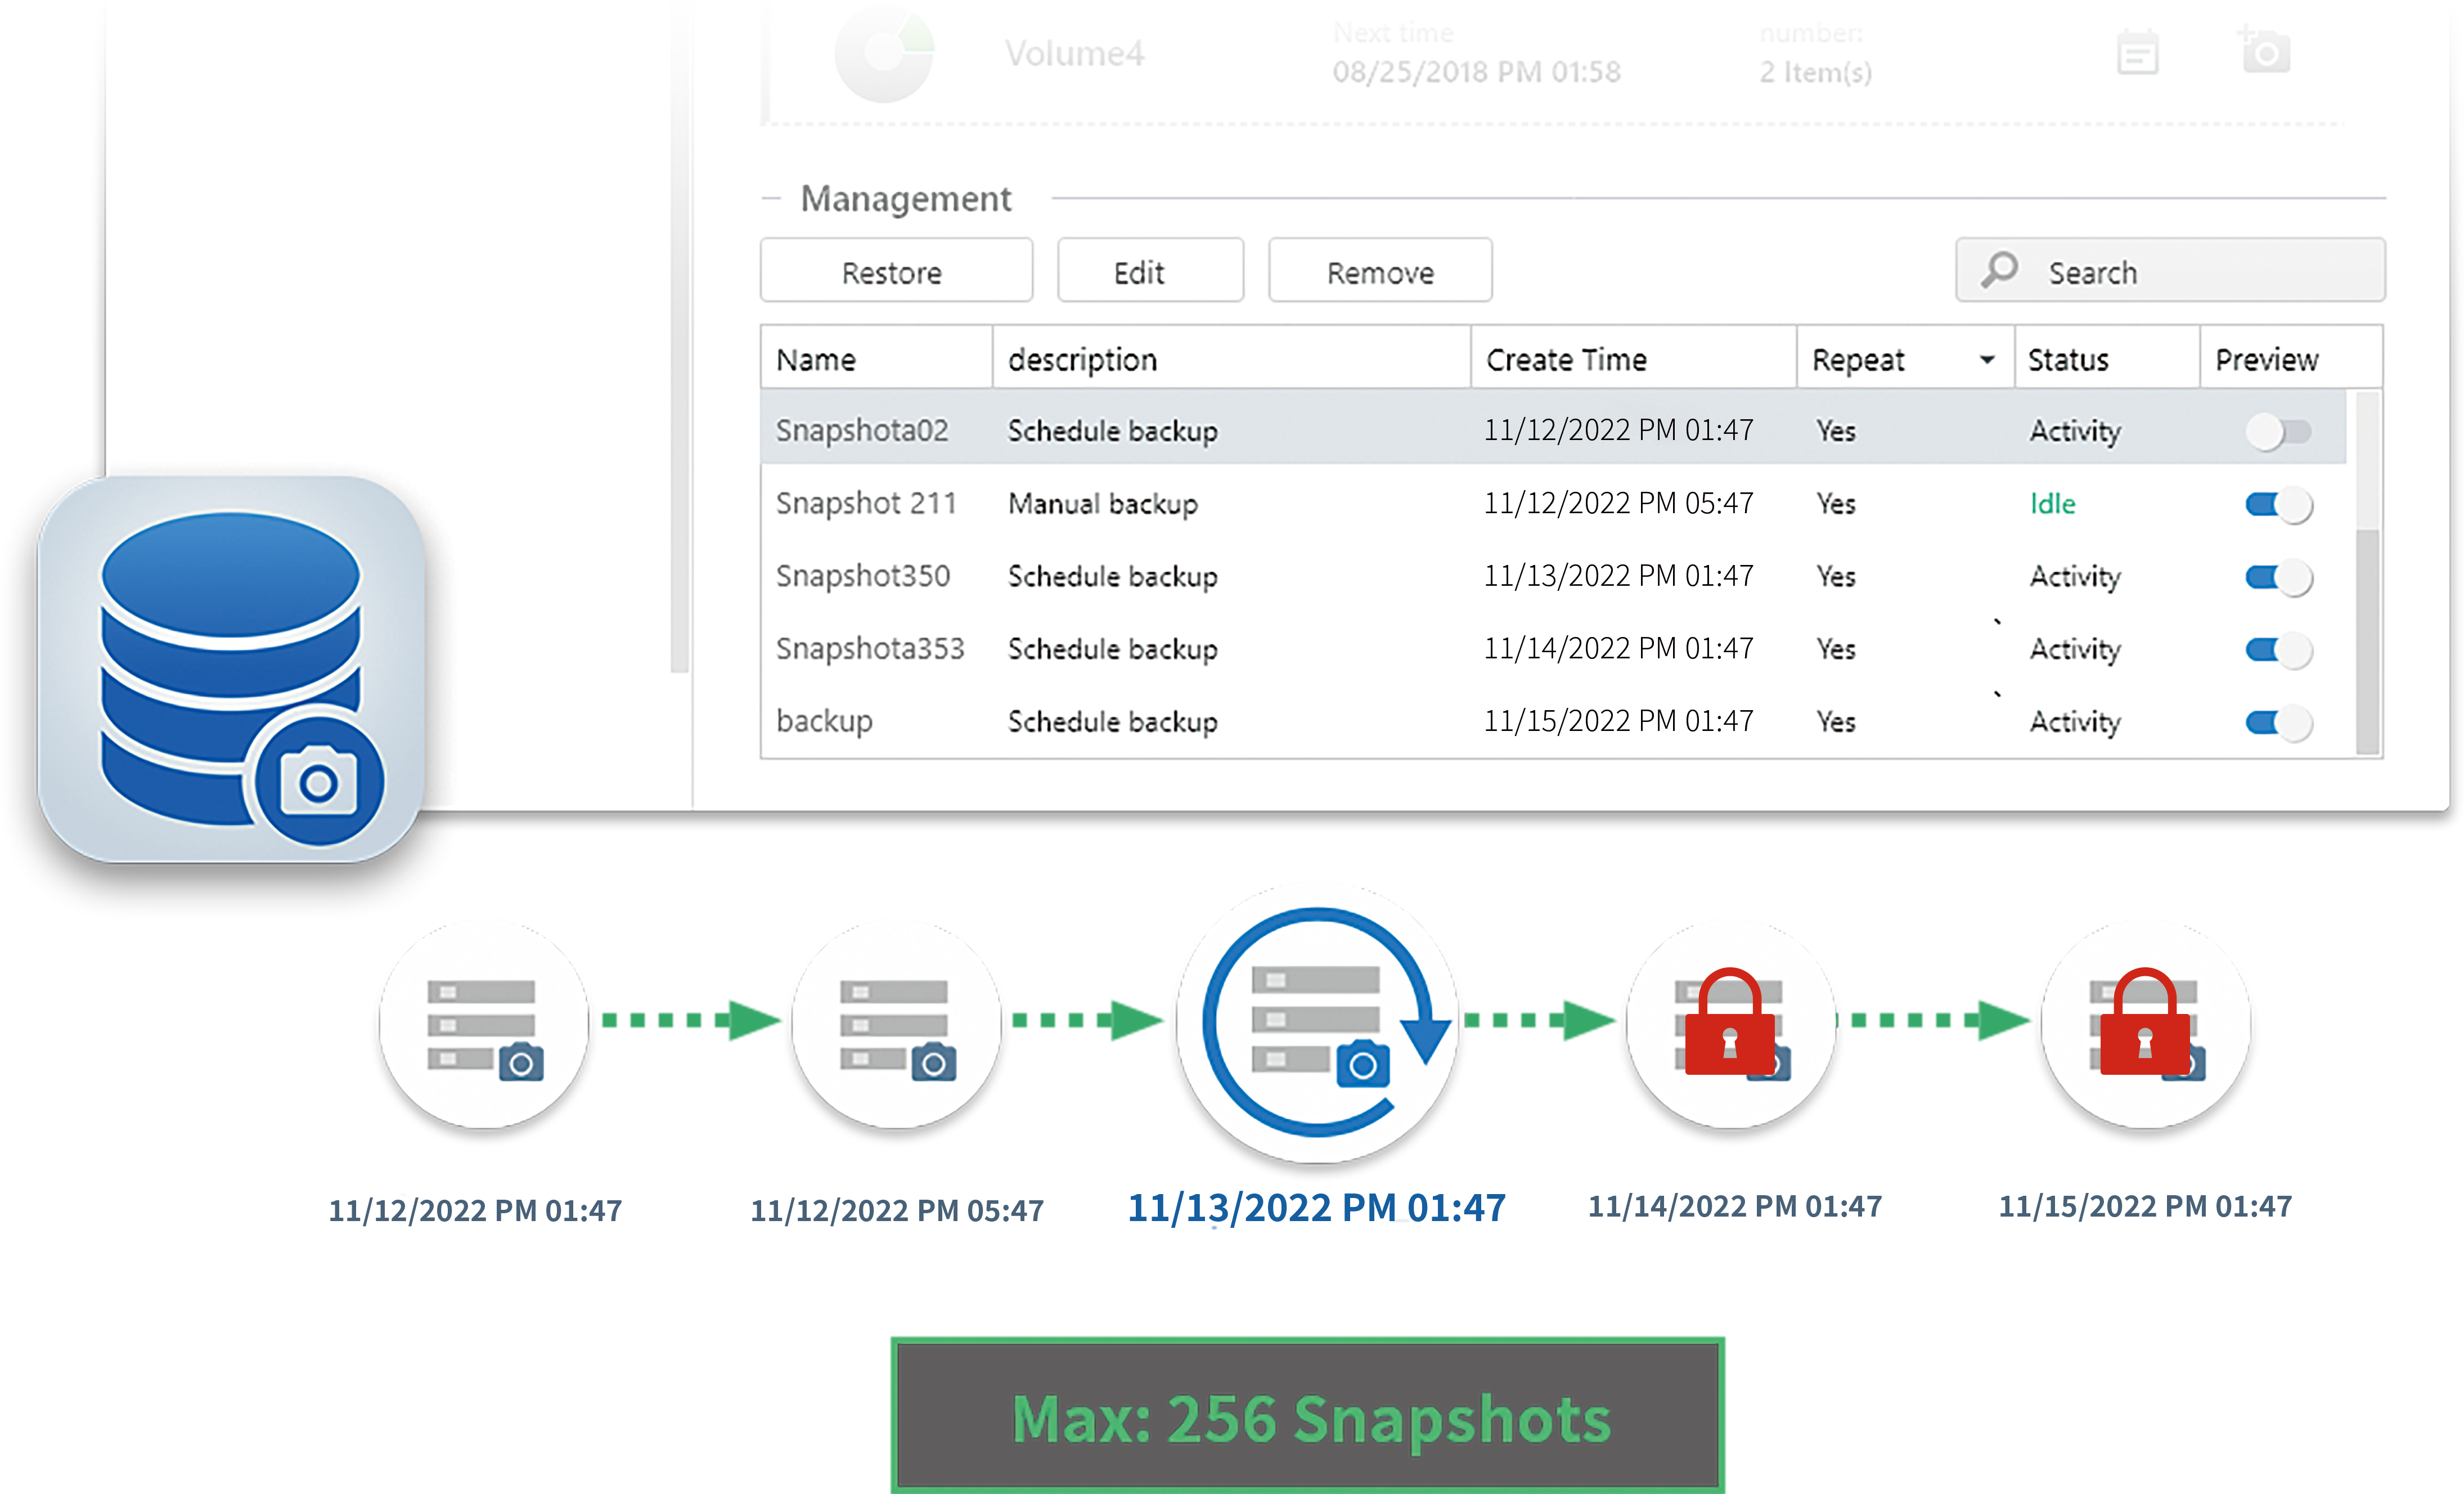 Volume4 Next time number:
08/25/2018 PM 01:58 2 Item(s)
Management
Restore Edit Remove Search
Name description Create Time Repeat Status Preview
Snapshota02 Schedule backup 11/12/2022 PM 01:47 Yes Activity
Snapshot 211 Manual backup 11/12/2022 PM 05:47 Yes Idle
Snapshot350 Schedule backup 11/13/2022 PM 01:47 Yes Activity
Snapshota353 Schedule backup 11/14/2022 PM 01:47 Yes Activity
backup Schedule backup 11/15/2022 PM 01:47 Yes Activity
11/12/2022 PM 01:47 11/12/2022 PM 05:47 11/13/2022 PM 01:47 11/14/2022 PM 01:47 11/15/2022 PM 01:47
Max: 256 Snapshots